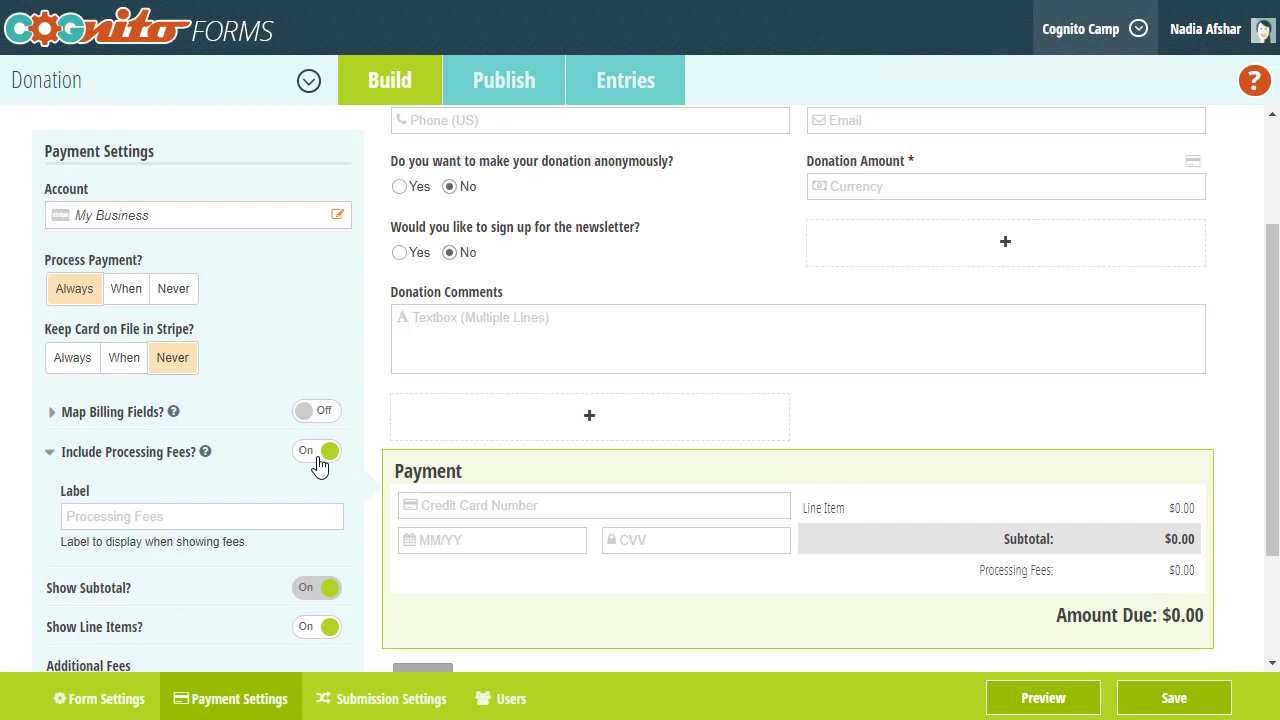 COGnito FORMS
Cognito Camp
Nadia Afshar
Donation
Build
Publish
Entries
?
Payment Settings
Account
stripe My Business
Process Payment?
Always When Never
Keep Card on File in Stripe?
Always When Never
Map Billing Fields? ?
Off
Include Processing Fees? ?
On
Label
Processing Fees
Label to display when showing fees.
Show Subtotal?
On
Show Line Items?
On
Additional Fees
Phone (US)
Email
Do you want to make your donation anonymously?
Yes No
Donation Amount *
Currency
Would you like to sign up for the newsletter?
Yes No
+
Donation Comments
A Textbox (Multiple Lines)
+
Payment
Credit Card Number
MM/YY
CVV
Line Item $0.00
Subtotal: $0.00
Processing Fees: $0.00
Amount Due: $0.00
Form Settings
Payment Settings
Submission Settings
Users
Preview
Save